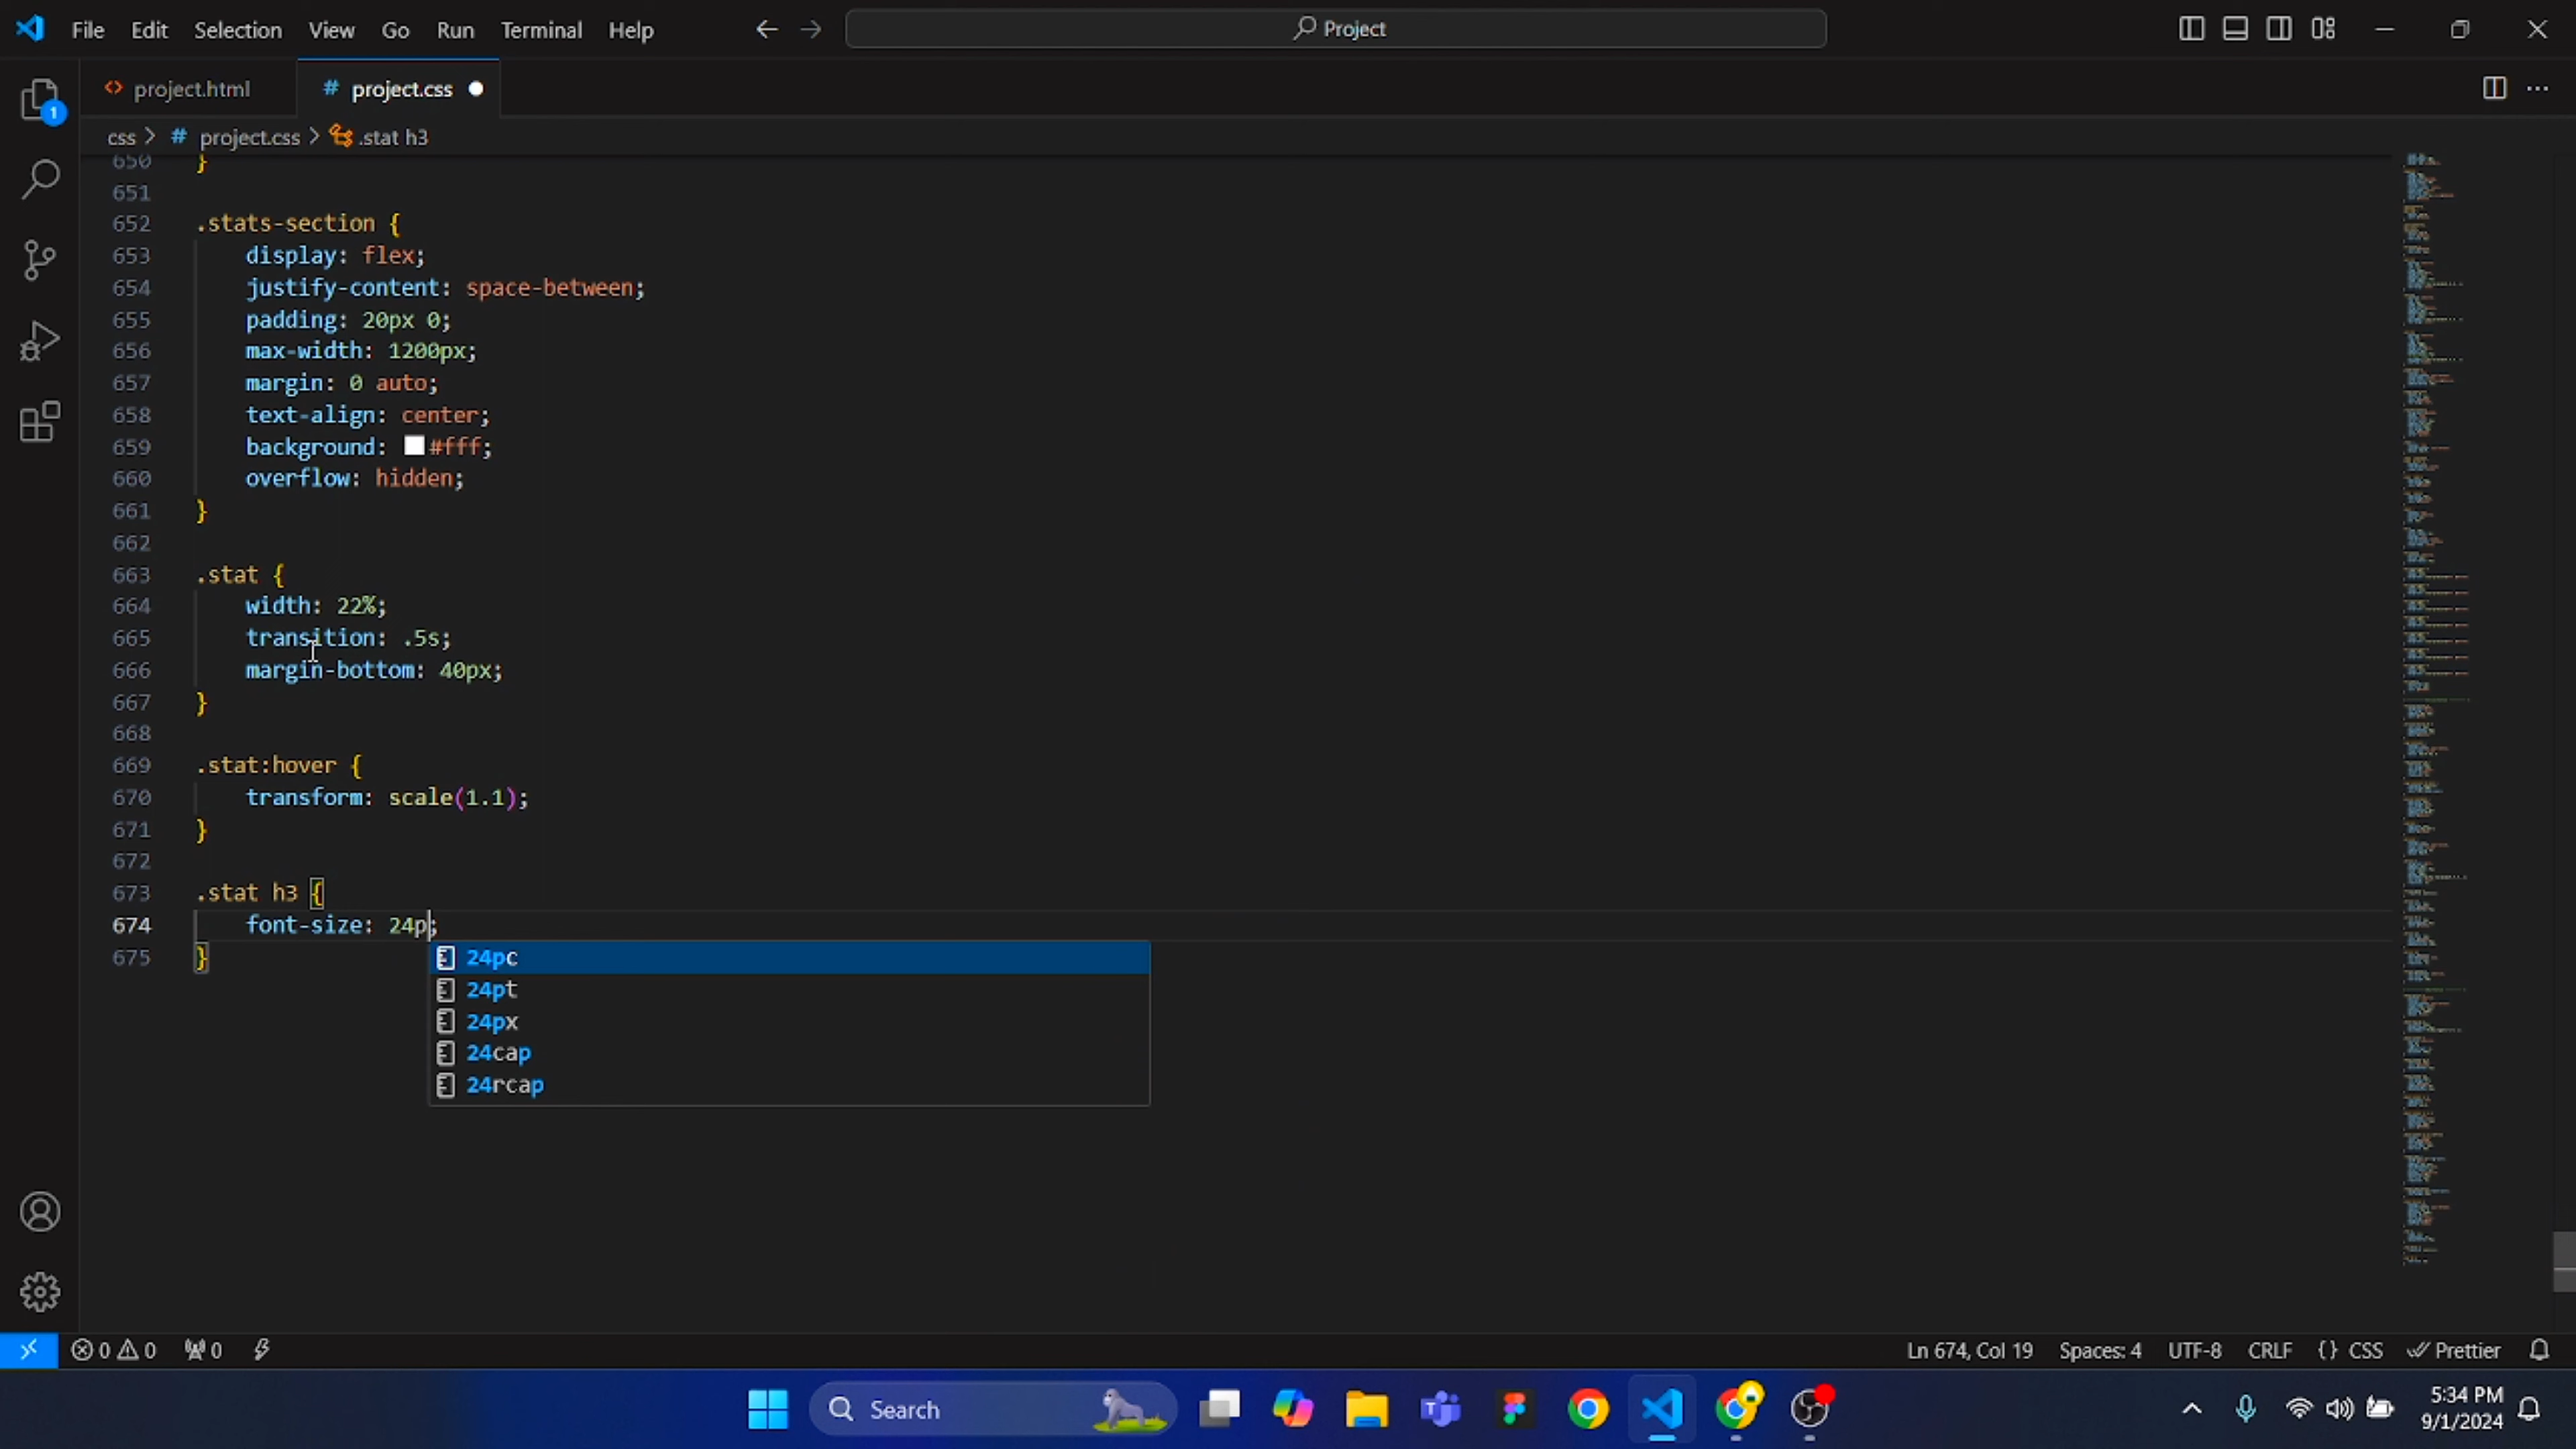 File Edit Selection View Go Run Terminal Help
Project
project.html
# project.css
1
css > # project.css > .stat h3
650 }
651
652 .stats-section {
653 display: flex;
654 justify-content: space-between;
655 padding: 20px 0;
656 max-width: 1200px;
657 margin: 0 auto;
658 text-align: center;
659 background: #fff;
660 overflow: hidden;
661 }
662
663 .stat {
664 width: 22%;
665 transition: .5s;
666 margin-bottom: 40px;
667 }
668
669 .stat:hover {
670 transform: scale(1.1);
671 }
672
673 .stat h3 {
674 font-size: 24p;
675 }
24pc
24pt
24px
24cap
24rcap
0 0 0
Ln 674, Col 19 Spaces: 4 UTF-8 CRLF {} CSS Prettier
Search
5:34 PM
9/1/2024